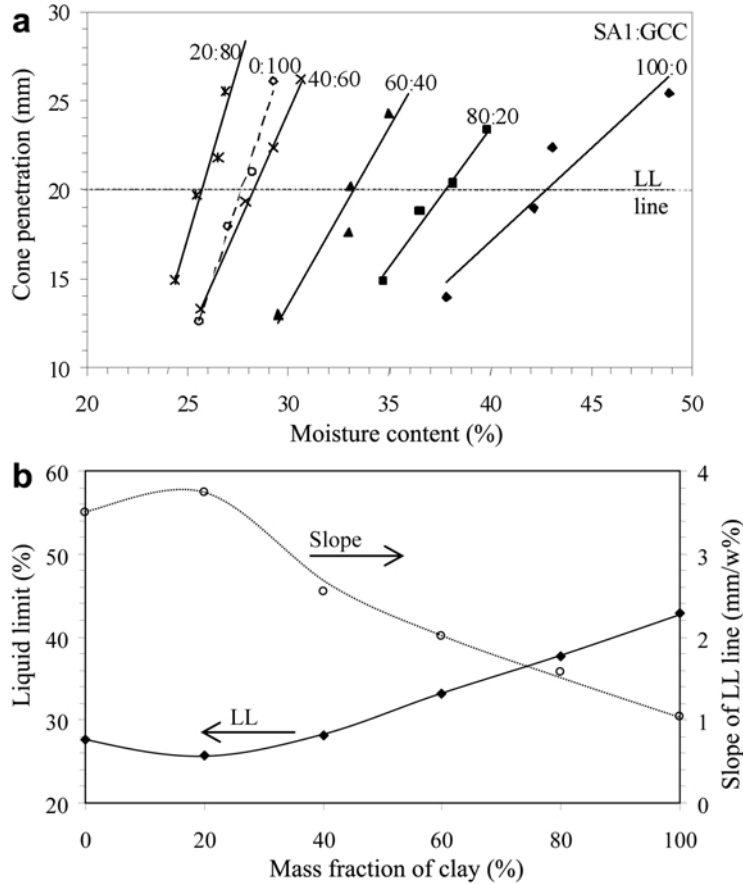 a
30
25
20
15
10
Cone penetration (mm)
SA1:GCC
20:80
0:100
40:60
60:40
80:20
100:0
LL
line
20 25 30 35 40 45 50
Moisture content (%)
b
60
50
40
30
20
Liquid limit (%)
Slope
LL
4
3
2
1
0
Slope of LL line (mm/w%)
0 20 40 60 80 100
Mass fraction of clay (%)